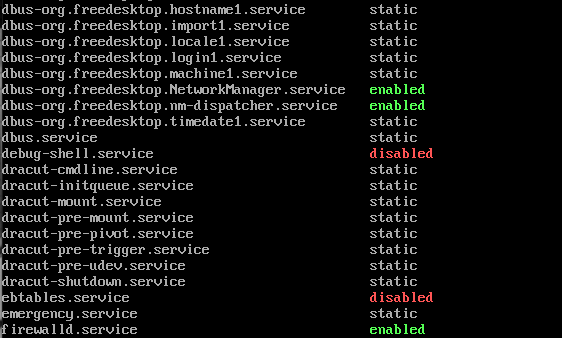 dbus-org.freedesktop.hostname1.service static
dbus-org.freedesktop.import1.service static
dbus-org.freedesktop.locale1.service static
dbus-org.freedesktop.login1.service static
dbus-org.freedesktop.machine1.service static
dbus-org.freedesktop.NetworkManager.service enabled
dbus-org.freedesktop.nm-dispatcher.service enabled
dbus-org.freedesktop.timedate1.service static
dbus.service static
debug-shell.service disabled
dracut-cmdline.service static
dracut-initqueue.service static
dracut-mount.service static
dracut-pre-mount.service static
dracut-pre-pivot.service static
dracut-pre-trigger.service static
dracut-pre-udev.service static
dracut-shutdown.service static
ebtables.service disabled
emergency.service static
firewalld.service enabled